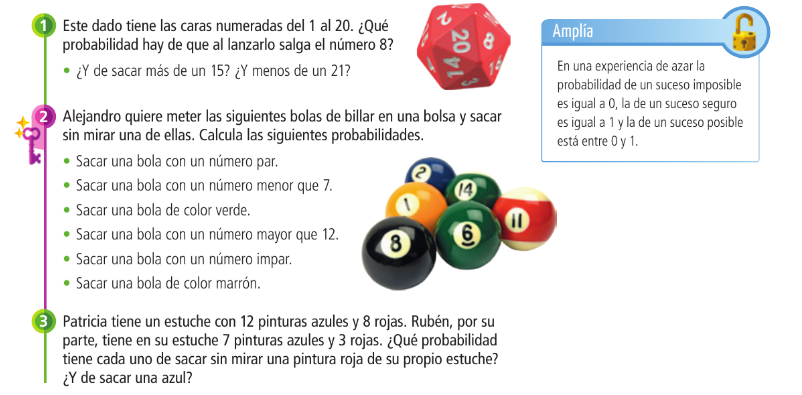 1 Este dado tiene las caras numeradas del 1 al 20. ¿Qué
probabilidad hay de que al lanzarlo salga el número 8?
• ¿Y de sacar más de un 15? ¿Y menos de un 21?
20
8
14
2 Alejandro quiere meter las siguientes bolas de billar en una bolsa y sacar
sin mirar una de ellas. Calcula las siguientes probabilidades.
• Sacar una bola con un número par.
• Sacar una bola con un número menor que 7.
• Sacar una bola de color verde.
• Sacar una bola con un número mayor que 12.
• Sacar una bola con un número impar.
• Sacar una bola de color marrón.
2
14
1
11
8
6
3 Patricia tiene un estuche con 12 pinturas azules y 8 rojas. Rubén, por su
parte, tiene en su estuche 7 pinturas azules y 3 rojas. ¿Qué probabilidad
tiene cada uno de sacar sin mirar una pintura roja de su propio estuche?
¿Y de sacar una azul?
Amplía
En una experiencia de azar la
probabilidad de un suceso imposible
es igual a 0, la de un suceso seguro
es igual a 1 y la de un suceso posible
está entre 0 y 1.